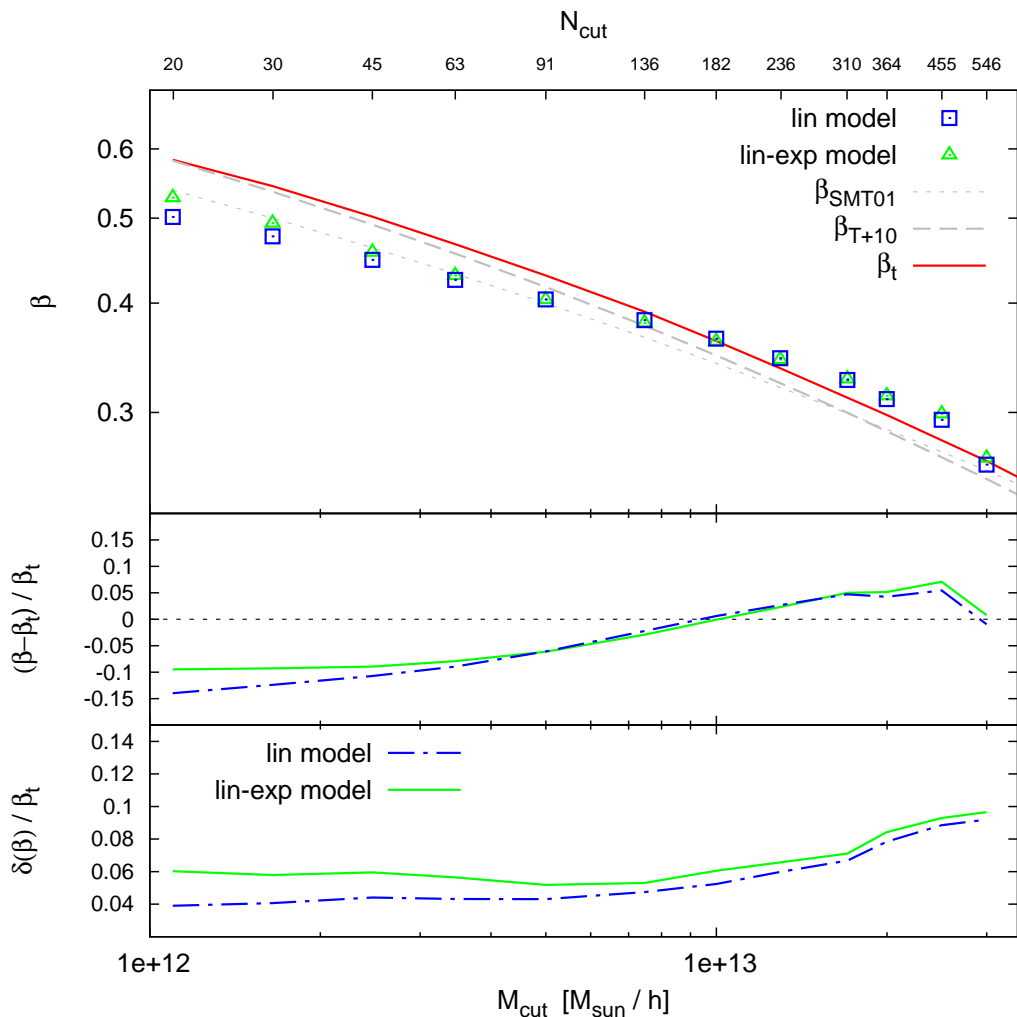 N_cut
20 30 45 63 91 136 182 236 310 364 455 546
lin model
lin-exp model
β_SMT01
β_T+10
β_t
β
0.6
0.5
0.4
0.3
(β−β_t) / β_t
0.15
0.1
0.05
0
-0.05
-0.1
-0.15
δ(β) / β_t
0.14
0.12
0.1
0.08
0.06
0.04
lin model
lin-exp model
1e+12 1e+13
M_cut [M_sun / h]